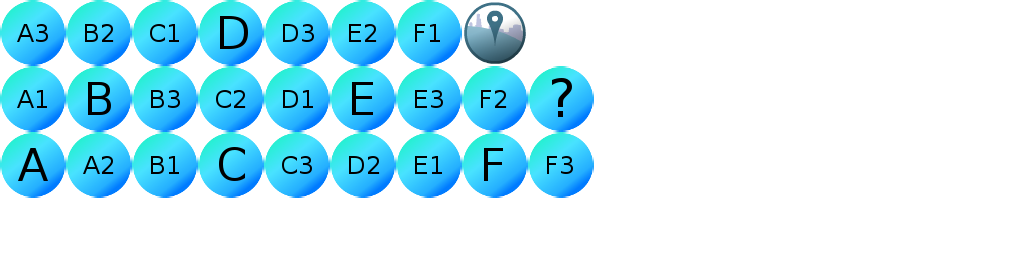 A3 B2 C1 D D3 E2 F1
A1 B B3 C2 D1 E E3 F2 ?
A A2 B1 C C3 D2 E1 F F3